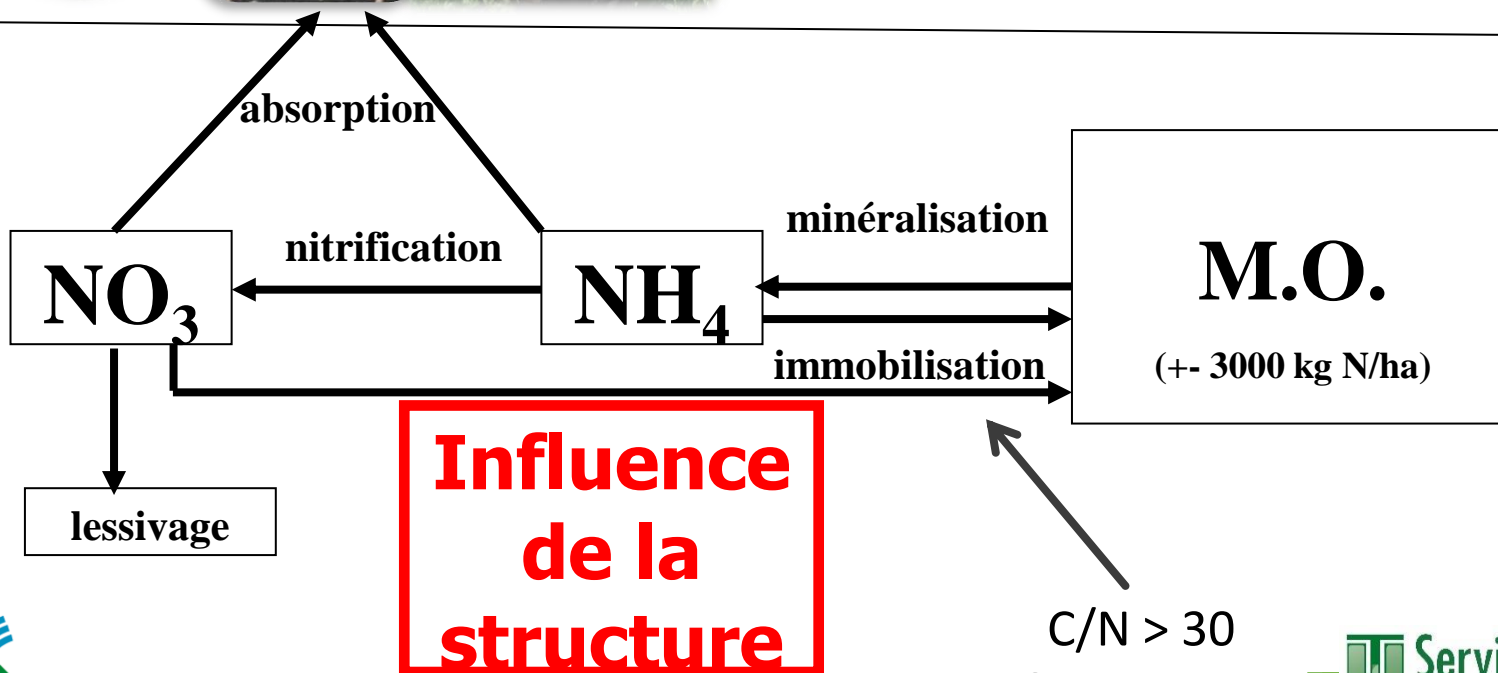 absorption
minéralisation
nitrification
M.O.
NO3
NH4
immobilisation
(+- 3000 kg N/ha)
Influence
de la
structure
lessivage
C/N > 30